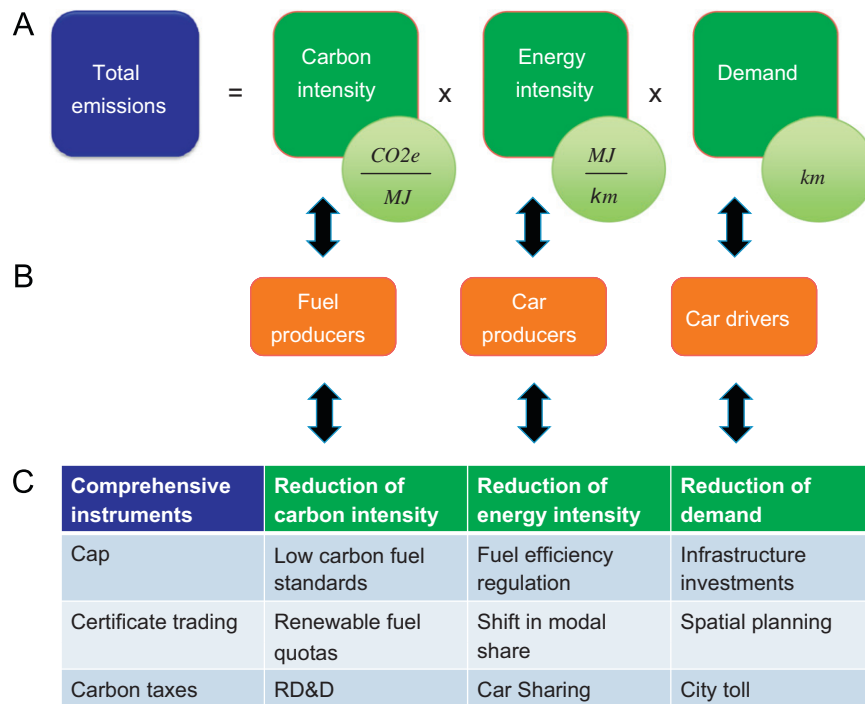 A
Total
emissions
=
Carbon
intensity
x
Energy
intensity
x
Demand
CO2e
MJ
MJ
km
km
B
Fuel
producers
Car
producers
Car drivers
C
Comprehensive
instruments
Reduction of
carbon intensity
Reduction of
energy intensity
Reduction of
demand
Cap
Low carbon fuel
standards
Fuel efficiency
regulation
Infrastructure
investments
Certificate trading
Renewable fuel
quotas
Shift in modal
share
Spatial planning
Carbon taxes
RD&D
Car Sharing
City toll